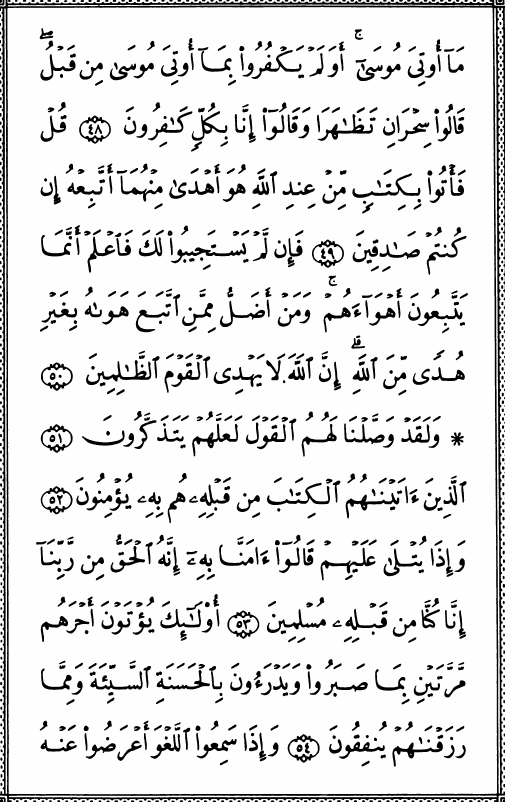 مَآ أُوتِىَ مُوسَىٰٓ ۚ أَوَلَمْ يَكْفُرُوا۟ بِمَآ أُوتِىَ مُوسَىٰ مِن قَبْلُ ۖ
قَالُوا۟ سِحْرَانِ تَظَٰهَرَا وَقَالُوٓا۟ إِنَّا بِكُلٍّ كَٰفِرُونَ ٤٨ قُلْ
فَأْتُوا۟ بِكِتَٰبٍ مِّنْ عِندِ ٱللَّهِ هُوَ أَهْدَىٰ مِنْهُمَآ أَتَّبِعْهُ إِن
كُنتُمْ صَٰدِقِينَ ٤٩ فَإِن لَّمْ يَسْتَجِيبُوا۟ لَكَ فَٱعْلَمْ أَنَّمَا
يَتَّبِعُونَ أَهْوَآءَهُمْ ۚ وَمَنْ أَضَلُّ مِمَّنِ ٱتَّبَعَ هَوَىٰهُ بِغَيْرِ
هُدًى مِّنَ ٱللَّهِ ۗ إِنَّ ٱللَّهَ لَا يَهْدِى ٱلْقَوْمَ ٱلظَّٰلِمِينَ ٥٠
* وَلَقَدْ وَصَّلْنَا لَهُمُ ٱلْقَوْلَ لَعَلَّهُمْ يَتَذَكَّرُونَ ٥١
ٱلَّذِينَ ءَاتَيْنَٰهُمُ ٱلْكِتَٰبَ مِن قَبْلِهِۦ هُم بِهِۦ يُؤْمِنُونَ ٥٢
وَإِذَا يُتْلَىٰ عَلَيْهِمْ قَالُوٓا۟ ءَامَنَّا بِهِۦٓ إِنَّهُ ٱلْحَقُّ مِن رَّبِّنَآ
إِنَّا كُنَّا مِن قَبْلِهِۦ مُسْلِمِينَ ٥٣ أُو۟لَٰٓئِكَ يُؤْتَوْنَ أَجْرَهُم
مَّرَّتَيْنِ بِمَا صَبَرُوا۟ وَيَدْرَءُونَ بِٱلْحَسَنَةِ ٱلسَّيِّئَةَ وَمِمَّا
رَزَقْنَٰهُمْ يُنفِقُونَ ٥٤ وَإِذَا سَمِعُوا۟ ٱللَّغْوَ أَعْرَضُوا۟ عَنْهُ